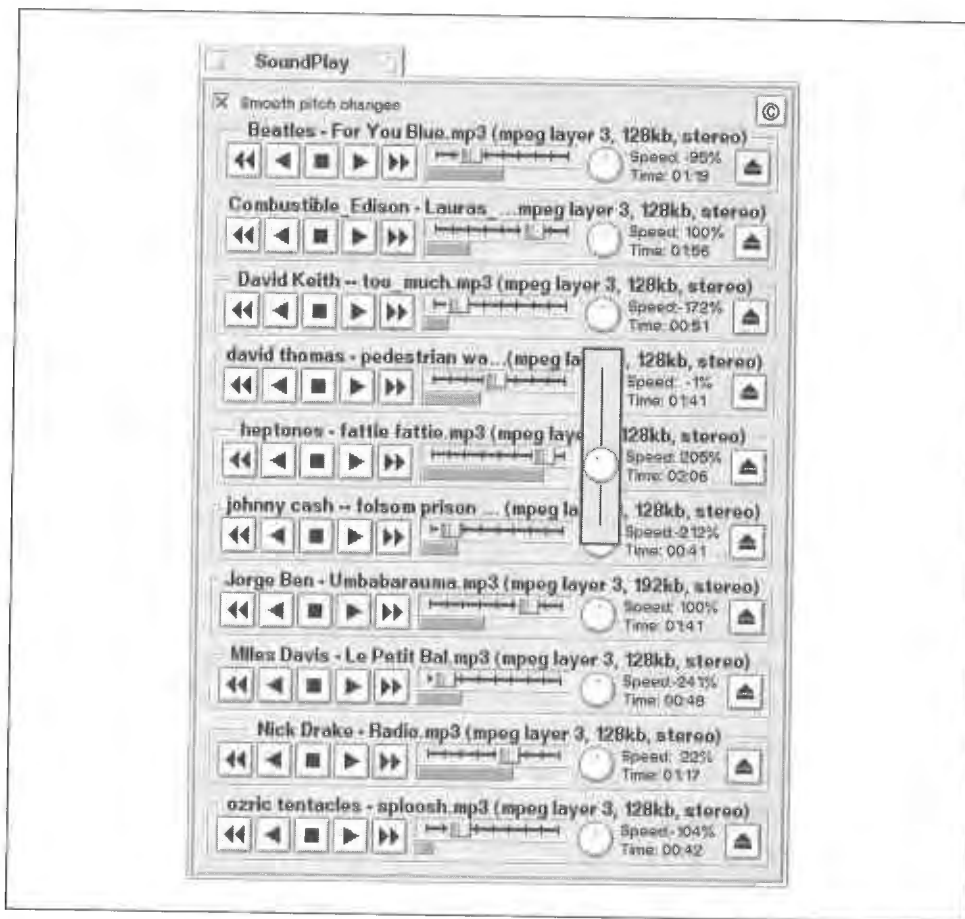 SoundPlay
Smooth pitch changes
©
Beatles - For You Blue.mp3 (mpeg layer 3, 128kb, stereo)
Speed: -95%
Time: 01:19
Combustible_Edison - Lauras_ ...mpeg layer 3, 128kb, stereo)
Speed: 100%
Time: 01:56
David Keith -- too_much.mp3 (mpeg layer 3, 128kb, stereo)
Speed:-172%
Time: 00:51
david thomas - pedestrian wa...(mpeg la , 128kb, stereo)
Speed: -1%
Time: 01:41
heptones - fattie fattie.mp3 (mpeg laye 128kb, stereo)
Speed: 205%
Time: 02:06
johnny cash -- folsom prison ... (mpeg la , 128kb, stereo)
Speed:-212%
Time: 00:41
Jorge Ben - Umbabarauma.mp3 (mpeg layer 3, 192kb, stereo)
Speed: 100%
Time: 01:41
Miles Davis - Le Petit Bal.mp3 (mpeg layer 3, 128kb, stereo)
Speed:-241%
Time: 00:48
Nick Drake - Radio.mp3 (mpeg layer 3, 128kb, stereo)
Speed: 22%
Time: 01:17
ozric tentacles - sploosh.mp3 (mpeg layer 3, 128kb, stereo)
Speed:-104%
Time: 00:42